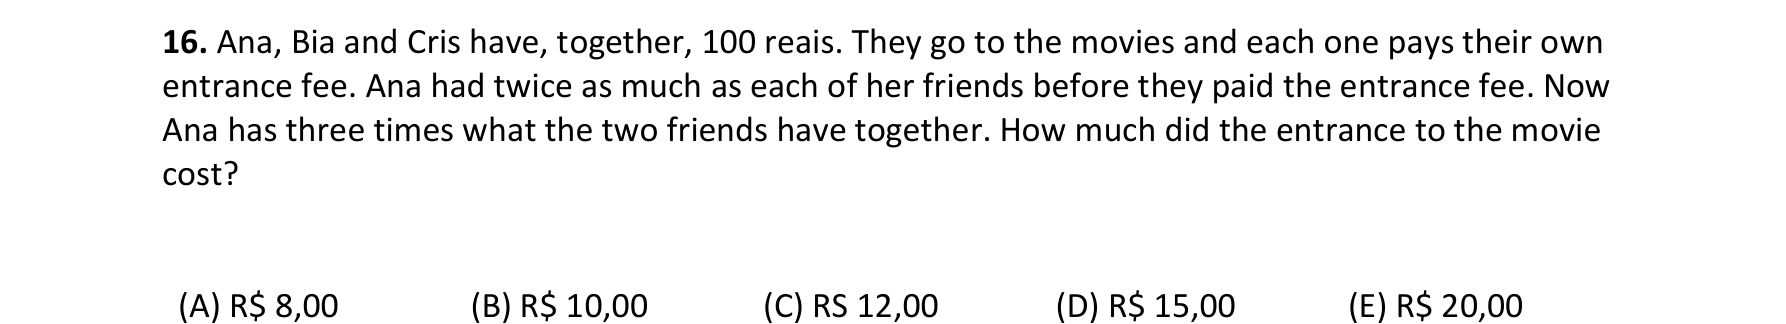 16. Ana, Bia and Cris have, together, 100 reais. They go to the movies and each one pays their own
entrance fee. Ana had twice as much as each of her friends before they paid the entrance fee. Now
Ana has three times what the two friends have together. How much did the entrance to the movie
cost?
(A) R$ 8,00 (B) R$ 10,00 (C) RS 12,00 (D) R$ 15,00 (E) R$ 20,00